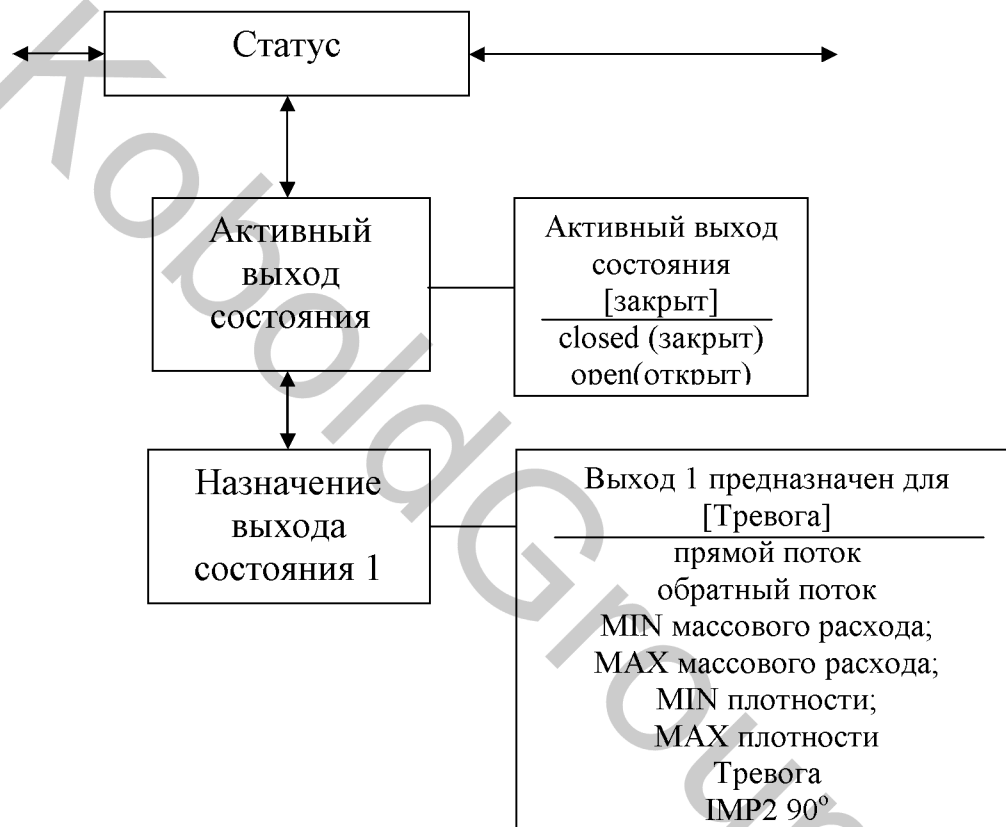 Статус
Активный
выход
состояния
Активный выход
состояния
[закрыт]
closed (закрыт)
open(открыт)
Назначение
выхода
состояния 1
Выход 1 предназначен для
[Тревога]
прямой поток
обратный поток
MIN массового расхода;
MAX массового расхода;
MIN плотности;
MAX плотности
Тревога
IMP2 90°
KoboldGroup